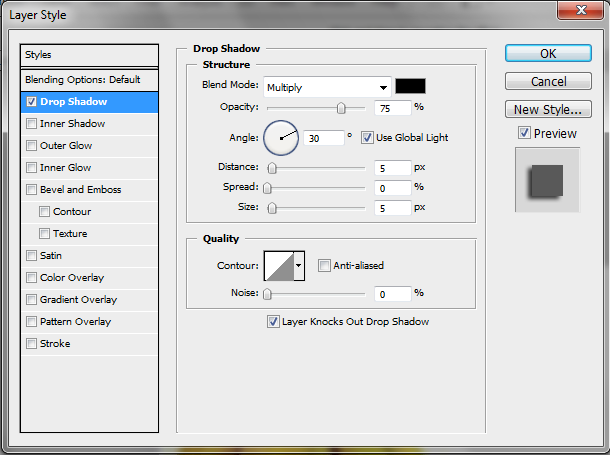 Layer Style
Styles
Blending Options: Default
Drop Shadow
Inner Shadow
Outer Glow
Inner Glow
Bevel and Emboss
Contour
Texture
Satin
Color Overlay
Gradient Overlay
Pattern Overlay
Stroke
Drop Shadow
Structure
Blend Mode: Multiply
Opacity: 75 %
Angle: 30 ° Use Global Light
Distance: 5 px
Spread: 0 %
Size: 5 px
Quality
Contour: Anti-aliased
Noise: 0 %
Layer Knocks Out Drop Shadow
OK
Cancel
New Style...
Preview